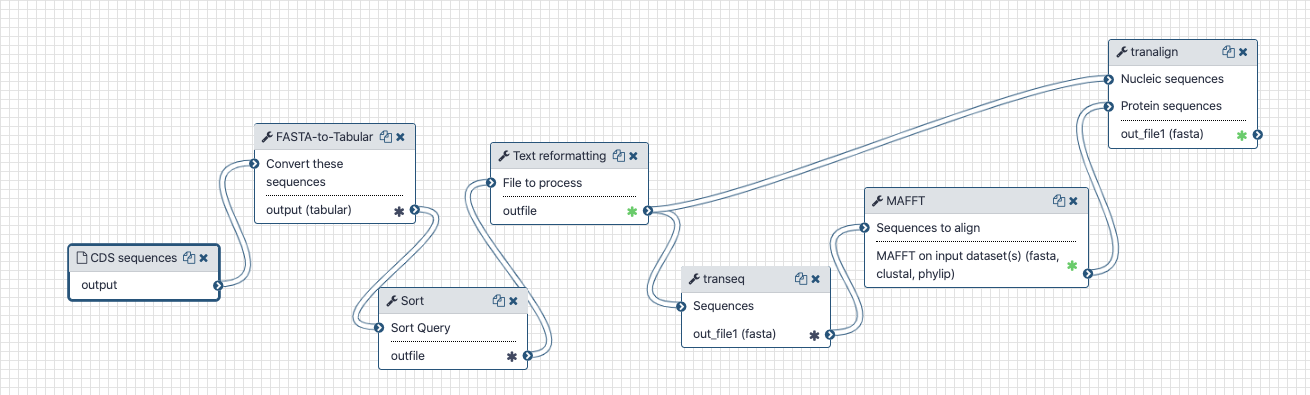 CDS sequences
output
FASTA-to-Tabular
Convert these
sequences
output (tabular)
Sort
Sort Query
outfile
Text reformatting
File to process
outfile
transeq
Sequences
out_file1 (fasta)
MAFFT
Sequences to align
MAFFT on input dataset(s) (fasta,
clustal, phylip)
tranalign
Nucleic sequences
Protein sequences
out_file1 (fasta)